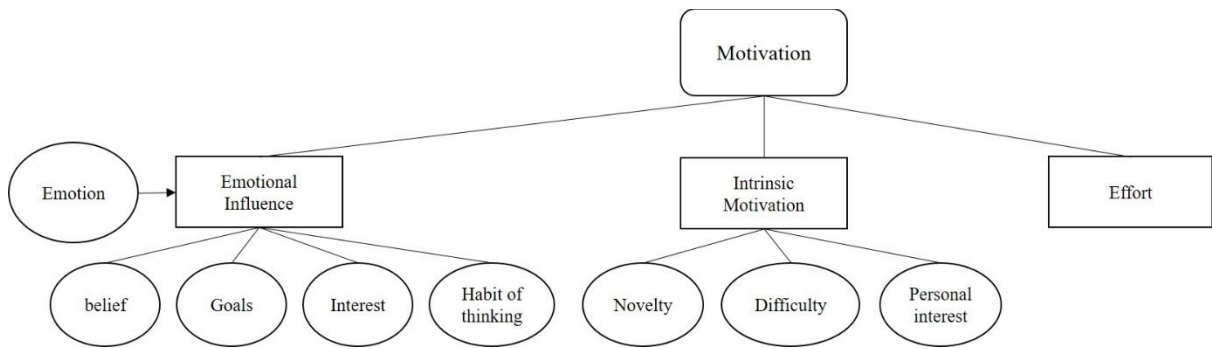 Motivation
Emotion
Emotional
Influence
Intrinsic
Motivation
Effort
belief
Goals
Interest
Habit of
thinking
Novelty
Difficulty
Personal
interest